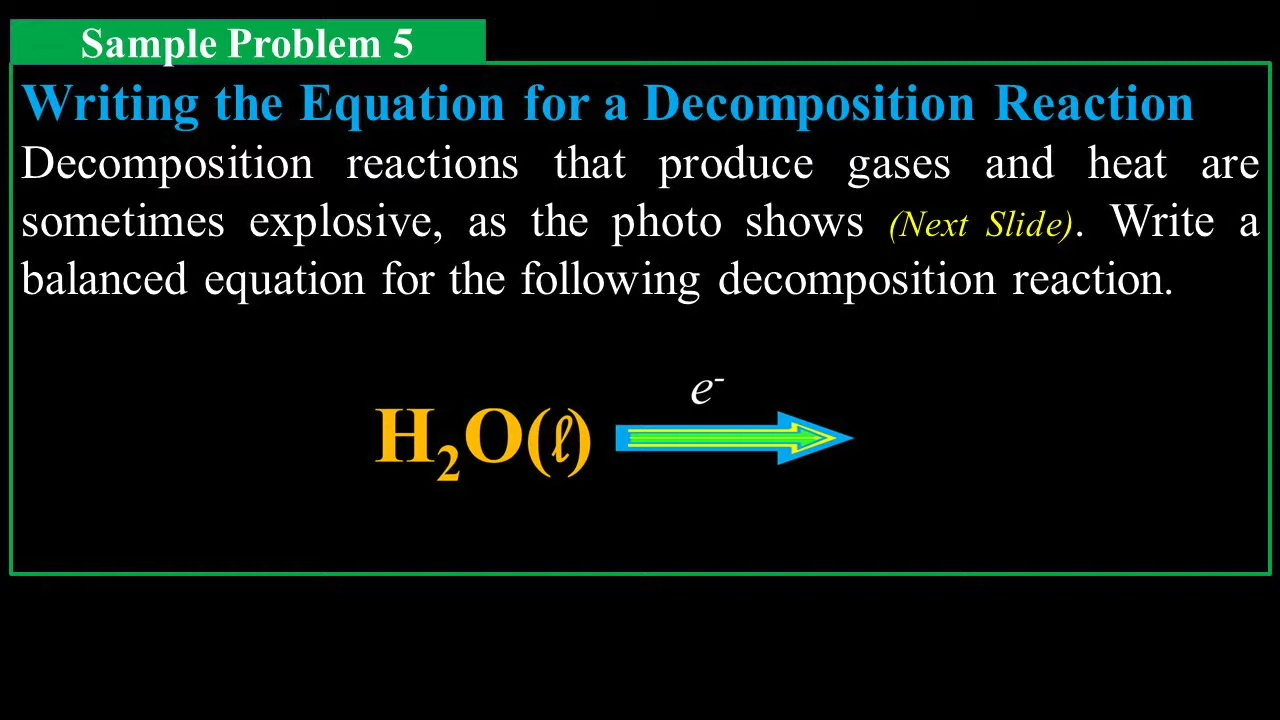 Sample Problem 5
Writing the Equation for a Decomposition Reaction
Decomposition reactions that produce gases and heat are
sometimes explosive, as the photo shows (Next Slide). Write a
balanced equation for the following decomposition reaction.
e⁻
H₂O(ℓ)